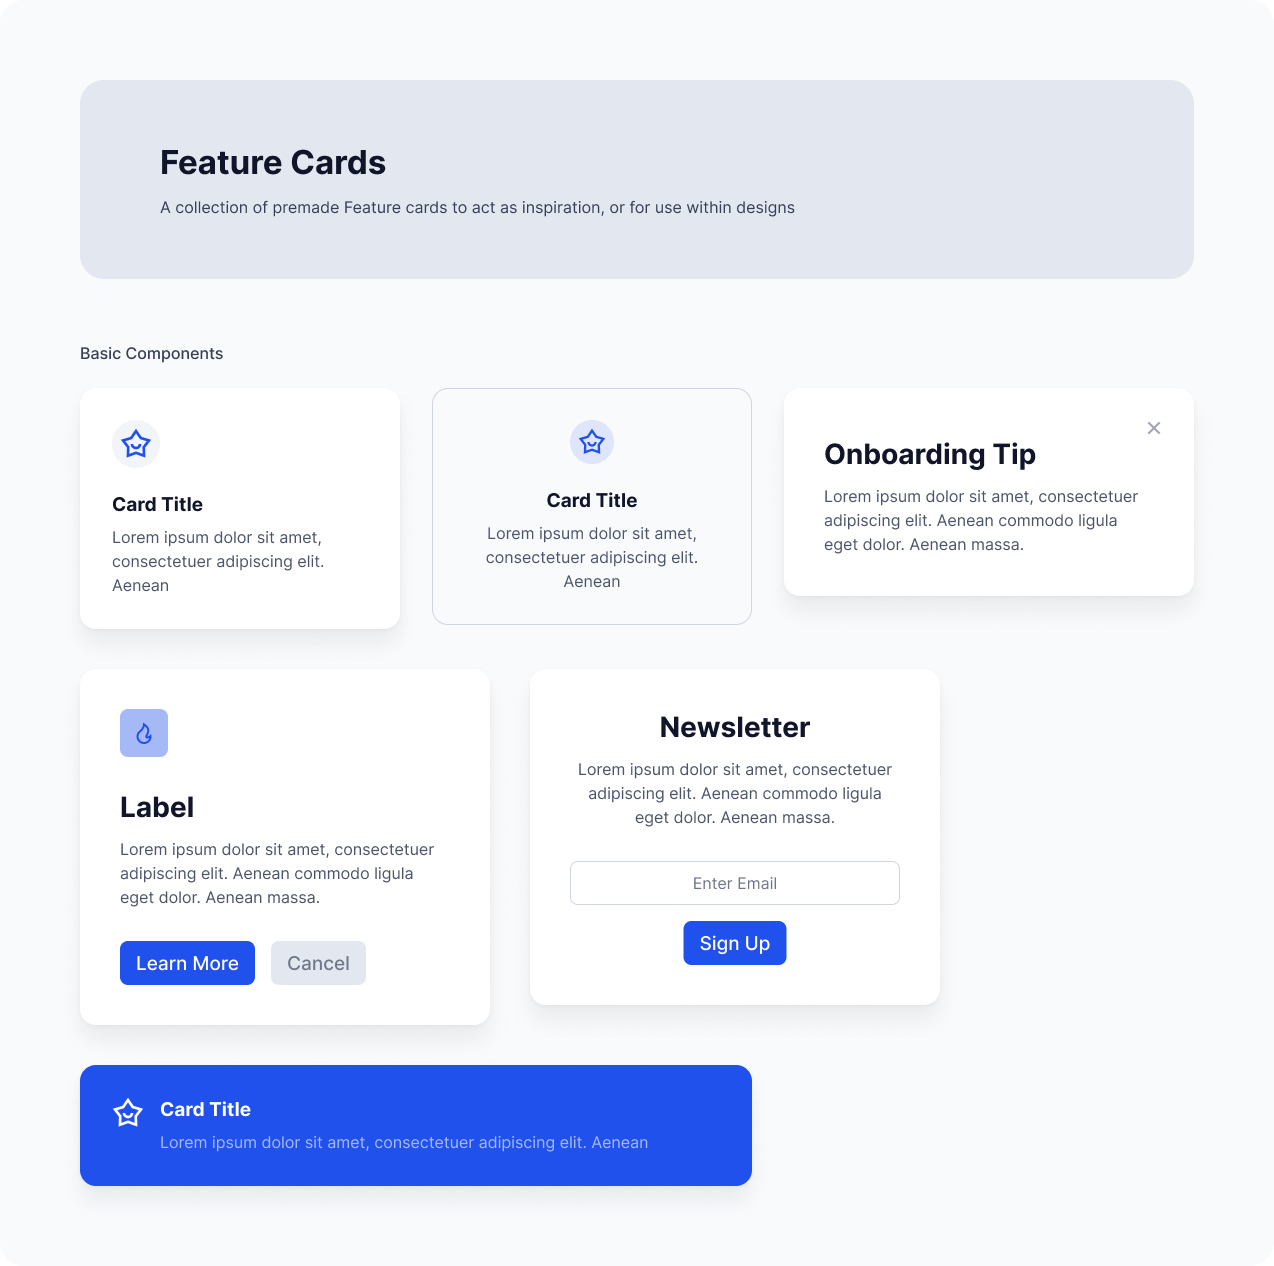 Feature Cards
A collection of premade Feature cards to act as inspiration, or for use within designs
Basic Components
Card Title
Lorem ipsum dolor sit amet,
consectetuer adipiscing elit.
Aenean
Card Title
Lorem ipsum dolor sit amet,
consectetuer adipiscing elit.
Aenean
Onboarding Tip
Lorem ipsum dolor sit amet, consectetuer
adipiscing elit. Aenean commodo ligula
eget dolor. Aenean massa.
Label
Lorem ipsum dolor sit amet, consectetuer
adipiscing elit. Aenean commodo ligula
eget dolor. Aenean massa.
Learn More
Cancel
Newsletter
Lorem ipsum dolor sit amet, consectetuer
adipiscing elit. Aenean commodo ligula
eget dolor. Aenean massa.
Enter Email
Sign Up
Card Title
Lorem ipsum dolor sit amet, consectetuer adipiscing elit. Aenean